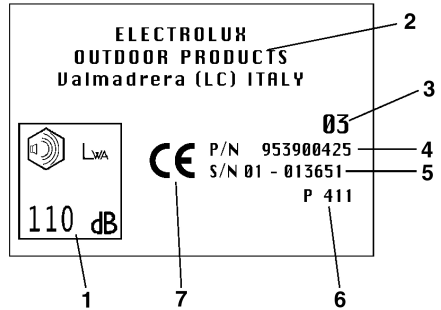 ELECTROLUX
OUTDOOR PRODUCTS
Valmadrera (LC) ITALY
2
03
3
LWA
CE
P/N 953900425
4
S/N 01 - 013651
5
P 411
110 dB
1
7
6